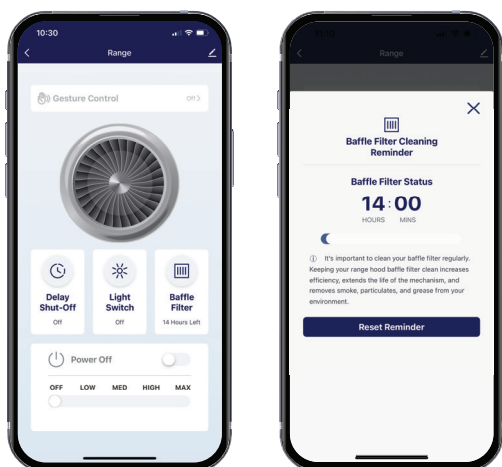 10:30
Range
Gesture Control
Off >
Delay
Shut-Off
Off
Light
Switch
Off
Baffle
Filter
14 Hours Left
Power Off
OFF LOW MED HIGH MAX
11:10
Range
Baffle Filter Cleaning
Reminder
Baffle Filter Status
14:00
HOURS MINS
It's important to clean your baffle filter regularly.
Keeping your range hood baffle filter clean increases
efficiency, extends the life of the mechanism, and
removes smoke, particulates, and grease from your
environment.
Reset Reminder